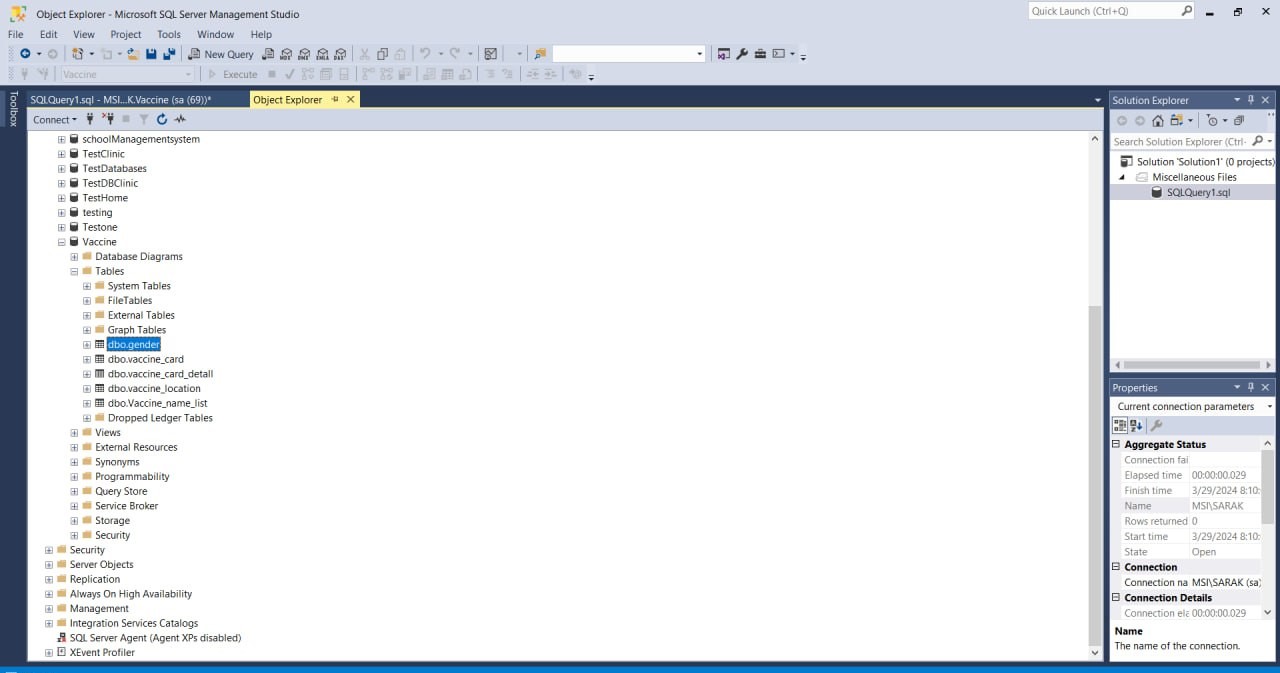 Object Explorer - Microsoft SQL Server Management Studio
Quick Launch (Ctrl+Q)
File Edit View Project Tools Window Help
New Query
Vaccine
Execute
Toolbox
SQLQuery1.sql - MSI...K.Vaccine (sa (69))*
Object Explorer
Connect
schoolManagementsystem
TestClinic
TestDatabases
TestDBClinic
TestHome
testing
Testone
Vaccine
Database Diagrams
Tables
System Tables
FileTables
External Tables
Graph Tables
dbo.gender
dbo.vaccine_card
dbo.vaccine_card_detall
dbo.vaccine_location
dbo.Vaccine_name_list
Dropped Ledger Tables
Views
External Resources
Synonyms
Programmability
Query Store
Service Broker
Storage
Security
Security
Server Objects
Replication
Always On High Availability
Management
Integration Services Catalogs
SQL Server Agent (Agent XPs disabled)
XEvent Profiler
Solution Explorer
Search Solution Explorer (Ctrl-
Solution 'Solution1' (0 projects)
Miscellaneous Files
SQLQuery1.sql
Properties
Current connection parameters
Aggregate Status
Connection fai
Elapsed time 00:00:00.029
Finish time 3/29/2024 8:10:
Name MSI\SARAK
Rows returned 0
Start time 3/29/2024 8:10:
State Open
Connection
Connection na MSI\SARAK (sa)
Connection Details
Connection ela 00:00:00.029
Name
The name of the connection.